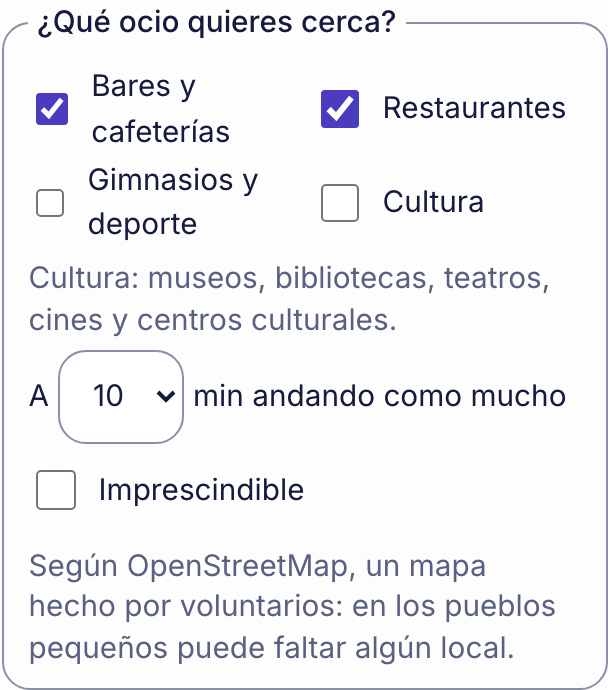 ¿Qué ocio quieres cerca?
Bares y
cafeterías
Restaurantes
Gimnasios y
deporte
Cultura
Cultura: museos, bibliotecas, teatros,
cines y centros culturales.
A 10 min andando como mucho
Imprescindible
Según OpenStreetMap, un mapa
hecho por voluntarios: en los pueblos
pequeños puede faltar algún local.